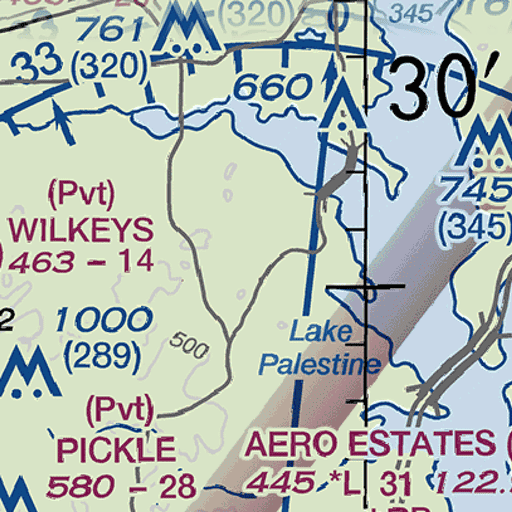 (320)
345
761
(320)
33
660
30'
745
(345)
(Pvt)
WILKEYS
463 - 14
1000
(289)
500
Lake
Palestine
(Pvt)
PICKLE
580 - 28
AERO ESTATES (
445 *L 31 122.